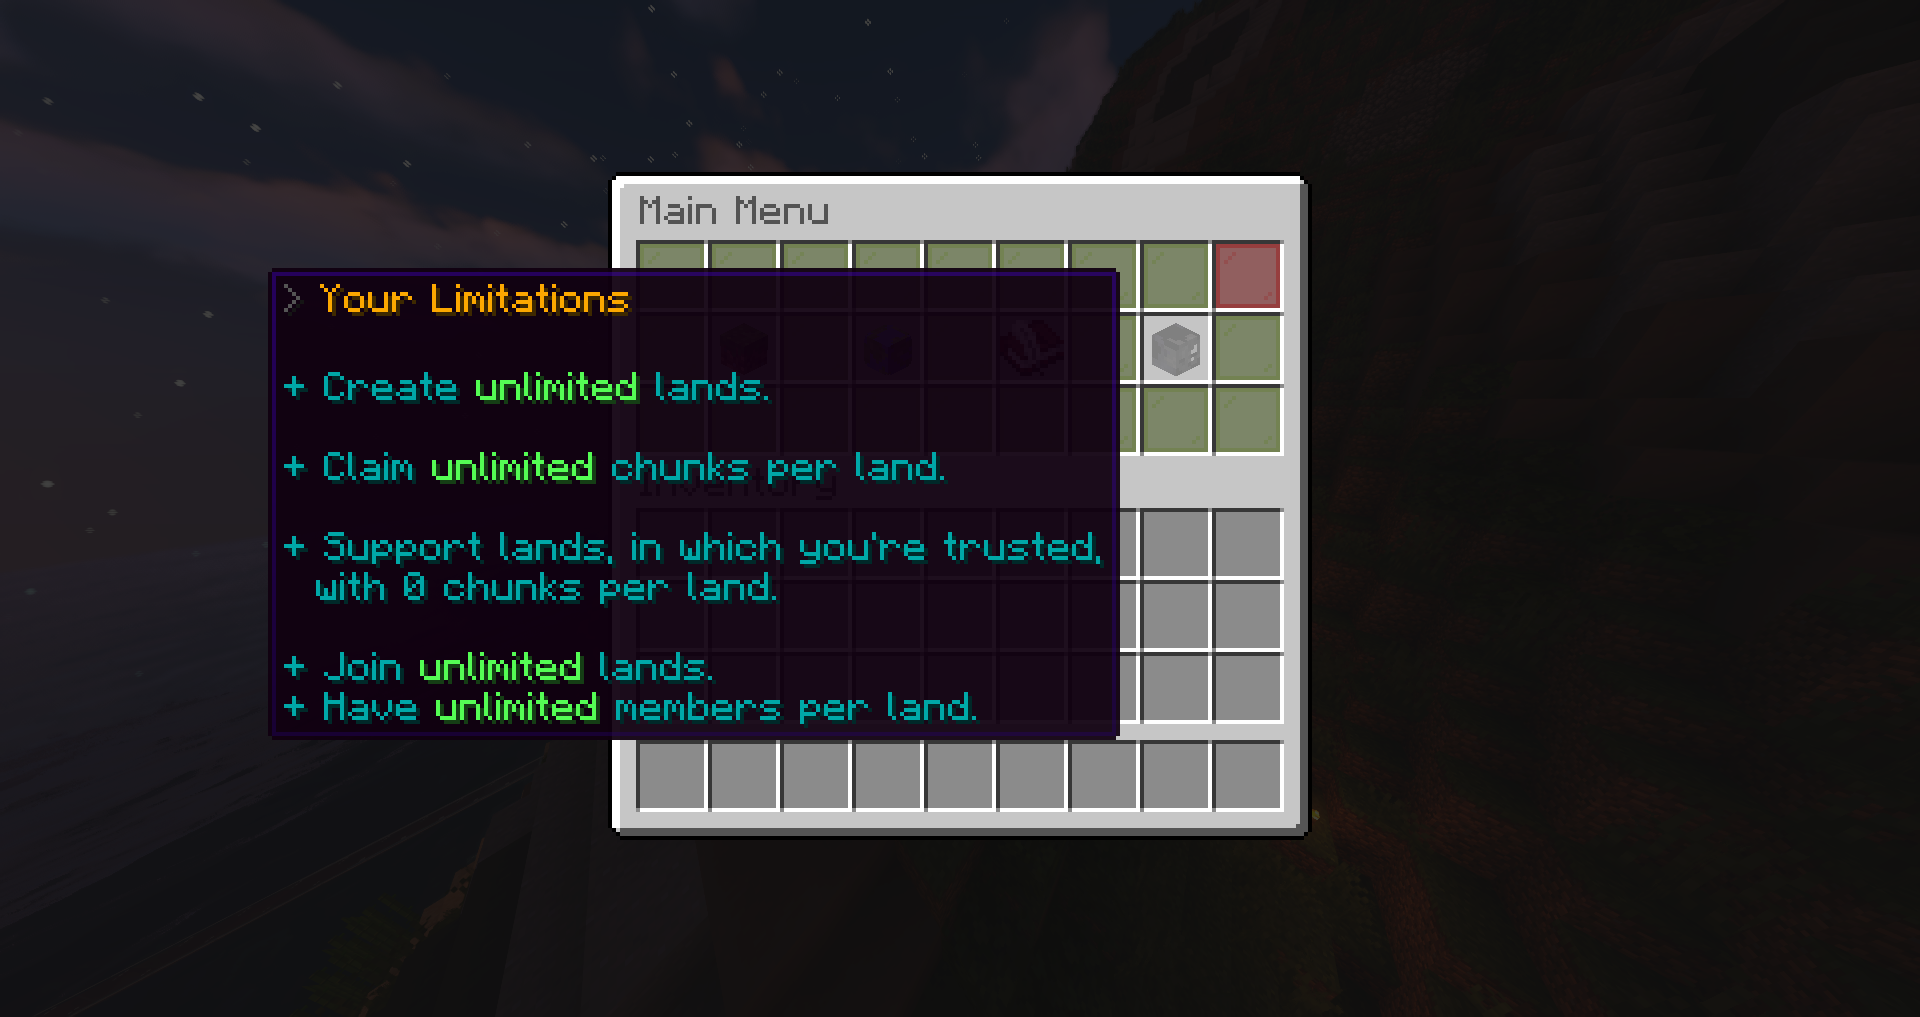 Main Menu
> Your Limitations
+ Create unlimited lands.
+ Claim unlimited chunks per land.
Inventory
+ Support lands, in which you're trusted,
with 0 chunks per land.
+ Join unlimited lands.
+ Have unlimited members per land.